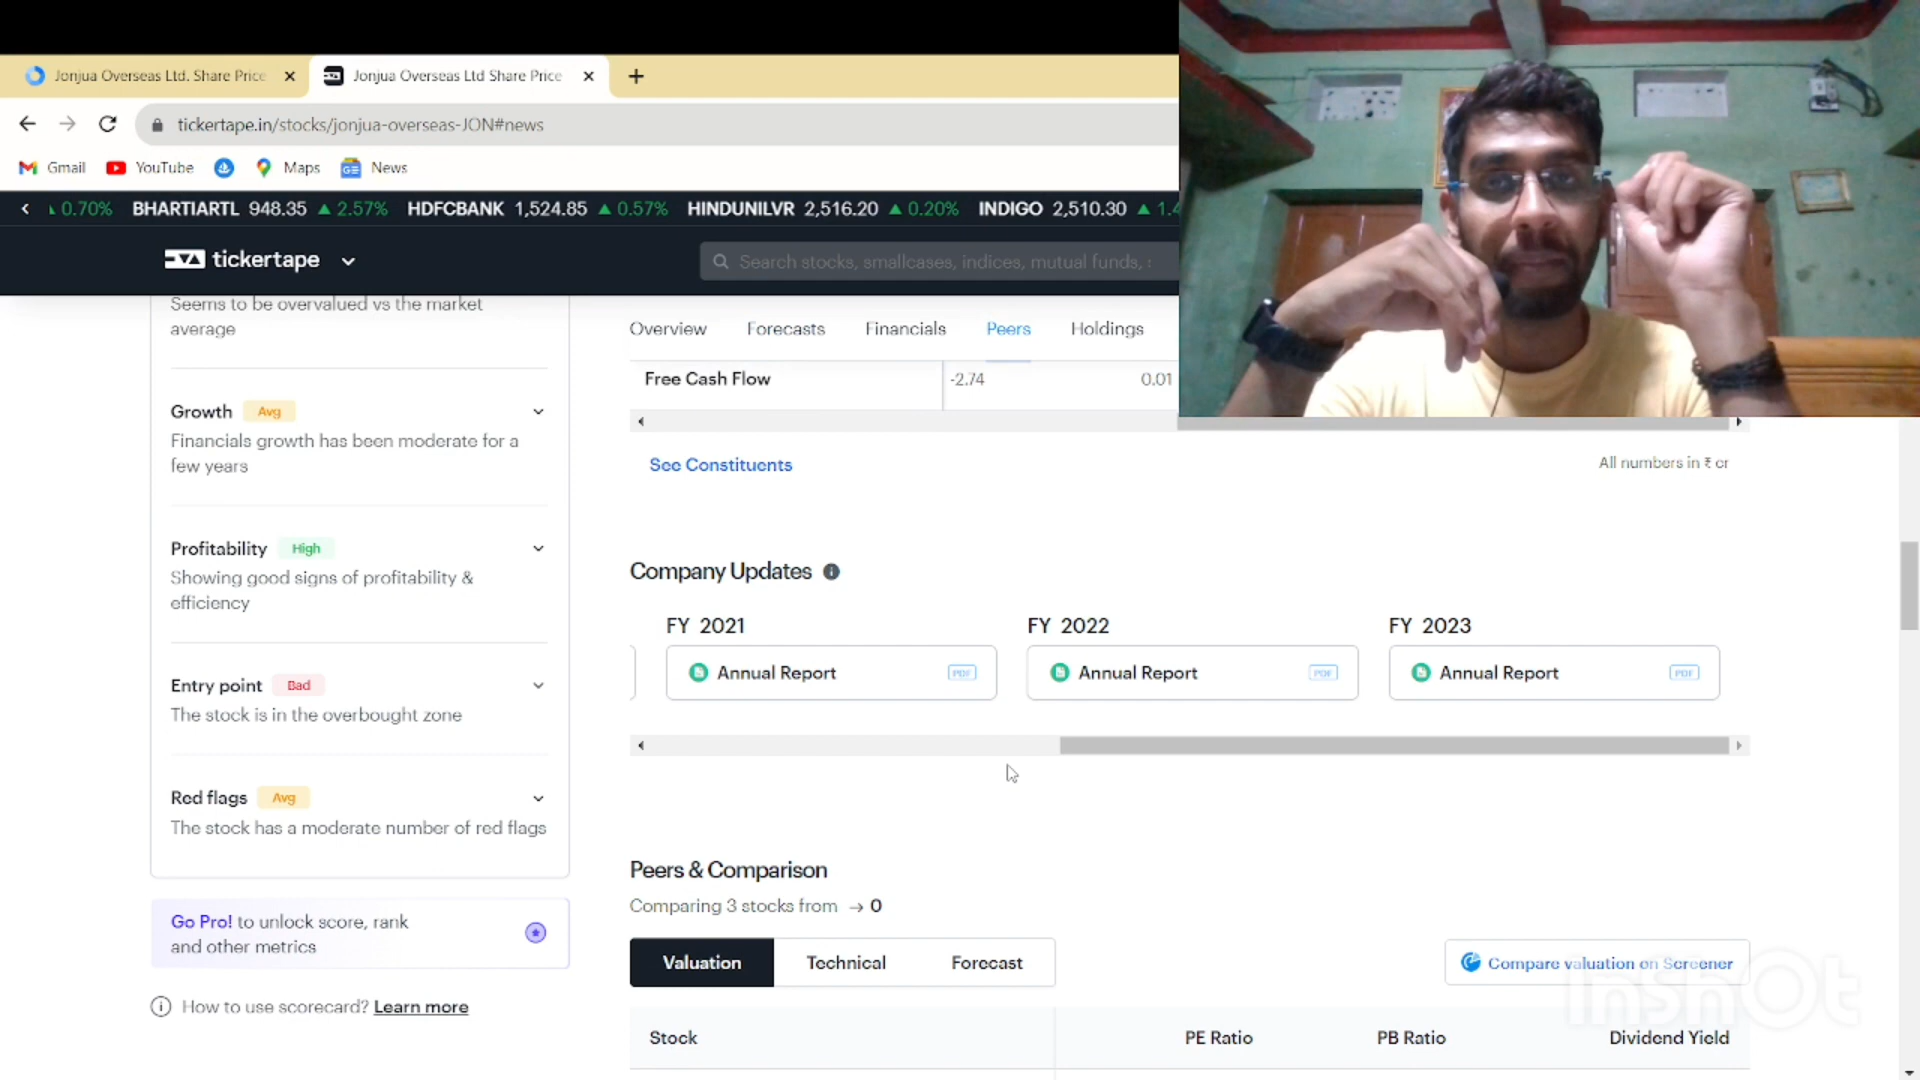 Jonjua Overseas Ltd. Share Price
Jonjua Overseas Ltd Share Price
tickertape.in/stocks/jonjua-overseas-JON#news
Gmail YouTube Maps News
0.70% BHARTIARTL 948.35 ▲ 2.57% HDFCBANK 1,524.85 ▲ 0.57% HINDUNILVR 2,516.20 ▲ 0.20% INDIGO 2,510.30 ▲ 1.4
tickertape
Search stocks, smallcases, indices, mutual funds, :
Seems to be overvalued vs the market
average
Growth Avg
Financials growth has been moderate for a
few years
Profitability High
Showing good signs of profitability &
efficiency
Entry point Bad
The stock is in the overbought zone
Red flags Avg
The stock has a moderate number of red flags
Go Pro! to unlock score, rank
and other metrics
How to use scorecard? Learn more
Overview Forecasts Financials Peers Holdings
Free Cash Flow -2.74 0.01
See Constituents
All numbers in ₹ cr
Company Updates
FY 2021 FY 2022 FY 2023
Annual Report PDF Annual Report PDF Annual Report PDF
Peers & Comparison
Comparing 3 stocks from → 0
Valuation Technical Forecast
Compare valuation on Screener
Stock PE Ratio PB Ratio Dividend Yield
InShOt